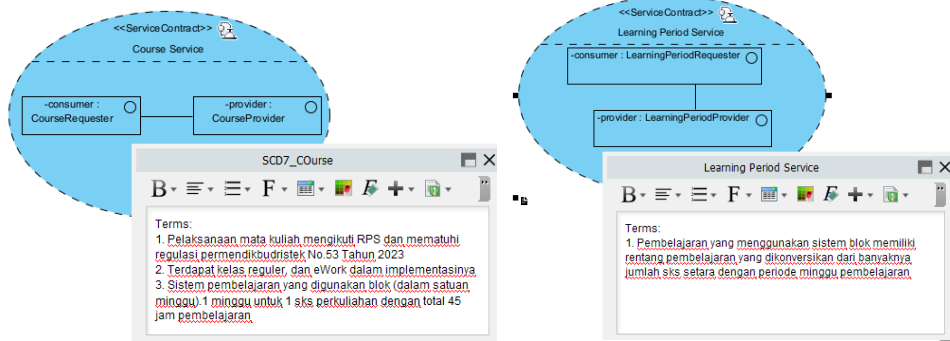 <<ServiceContract>>
Course Service
-consumer :
CourseRequester
-provider :
CourseProvider
SCD7_COurse
B F F
Terms:
1. Pelaksanaan mata kuliah mengikuti RPS dan mematuhi
regulasi permendikbudristek No.53 Tahun 2023
2. Terdapat kelas reguler, dan eWork dalam implementasinya
3. Sistem pembelajaran yang digunakan blok (dalam satuan
minggu).1 minggu untuk 1 sks perkuliahan dengan total 45
jam pembelajaran
<<ServiceContract>>
Learning Period Service
-consumer : LearningPeriodRequester
-provider : LearningPeriodProvider
Learning Period Service
B F F
Terms:
1. Pembelajaran yang menggunakan sistem blok memiliki
rentang pembelajaran yang dikonversikan dari banyaknya
jumlah sks setara dengan periode minggu pembelajaran